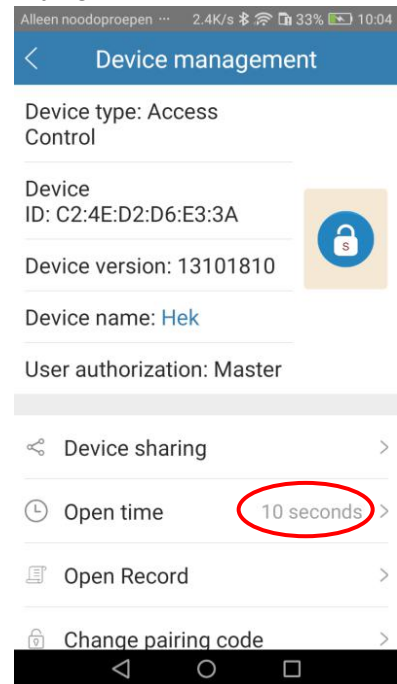 Alleen noodoproepen ··· 2.4K/s 33% 10:04
Device management
Device type: Access
Control
Device
ID: C2:4E:D2:D6:E3:3A
Device version: 13101810
Device name: Hek
User authorization: Master
S
Device sharing
Open time 10 seconds
Open Record
Change pairing code